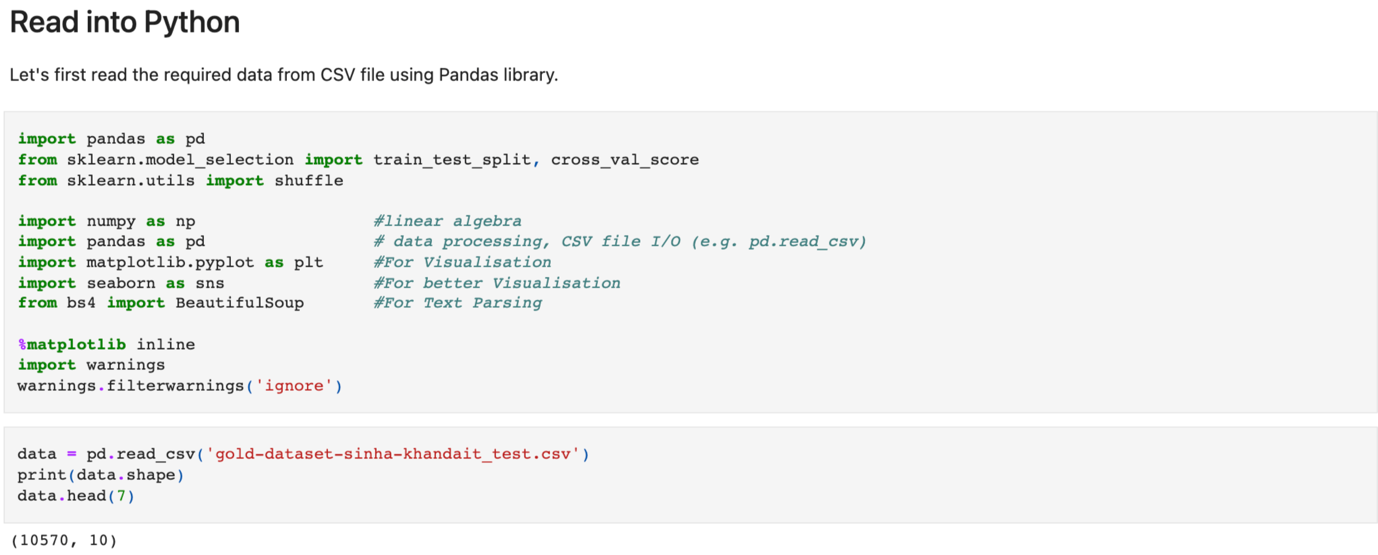 Read into Python
Let's first read the required data from CSV file using Pandas library.
import pandas as pd
from sklearn.model_selection import train_test_split, cross_val_score
from sklearn.utils import shuffle
import numpy as np #linear algebra
import pandas as pd # data processing, CSV file I/O (e.g. pd.read_csv)
import matplotlib.pyplot as plt #For Visualisation
import seaborn as sns #For better Visualisation
from bs4 import BeautifulSoup #For Text Parsing
%matplotlib inline
import warnings
warnings.filterwarnings('ignore')
data = pd.read_csv('gold-dataset-sinha-khandait_test.csv')
print(data.shape)
data.head(7)
(10570, 10)